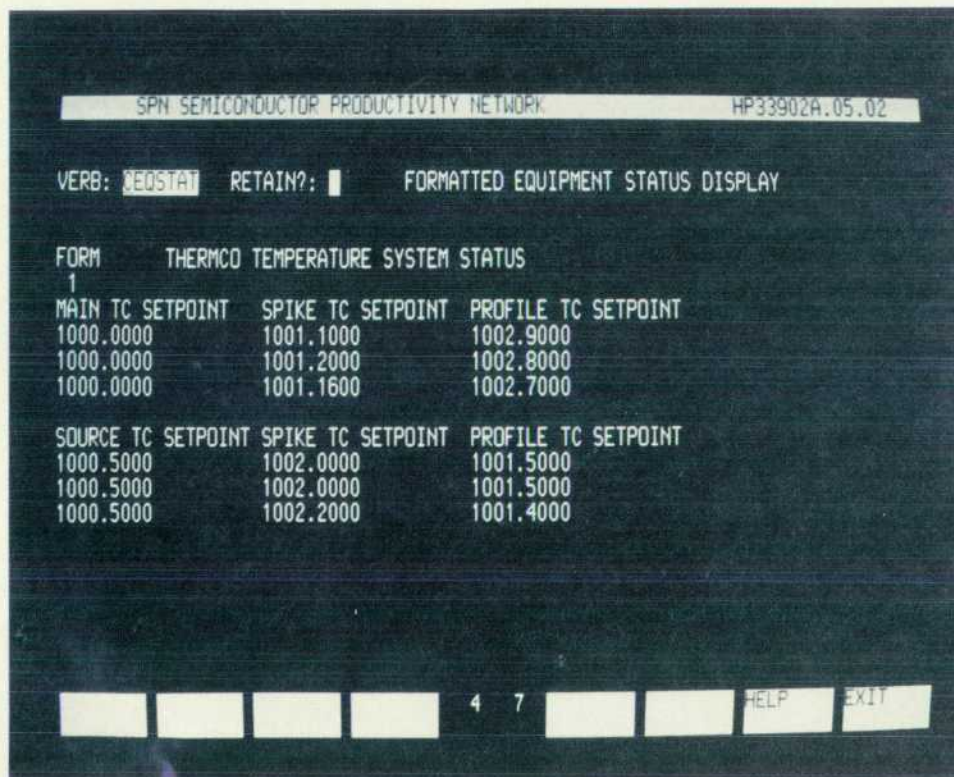 SPN SEMICONDUCTOR PRODUCTIVITY NETWORK HP33902A.05.02
VERB: CEQSTAT RETAIN?: FORMATTED EQUIPMENT STATUS DISPLAY
FORM THERMCO TEMPERATURE SYSTEM STATUS
1
MAIN TC SETPOINT SPIKE TC SETPOINT PROFILE TC SETPOINT
1000.0000 1001.1000 1002.9000
1000.0000 1001.2000 1002.8000
1000.0000 1001.1600 1002.7000
SOURCE TC SETPOINT SPIKE TC SETPOINT PROFILE TC SETPOINT
1000.5000 1002.0000 1001.5000
1000.5000 1002.0000 1001.5000
1000.5000 1002.2000 1001.4000
4 7 HELP EXIT